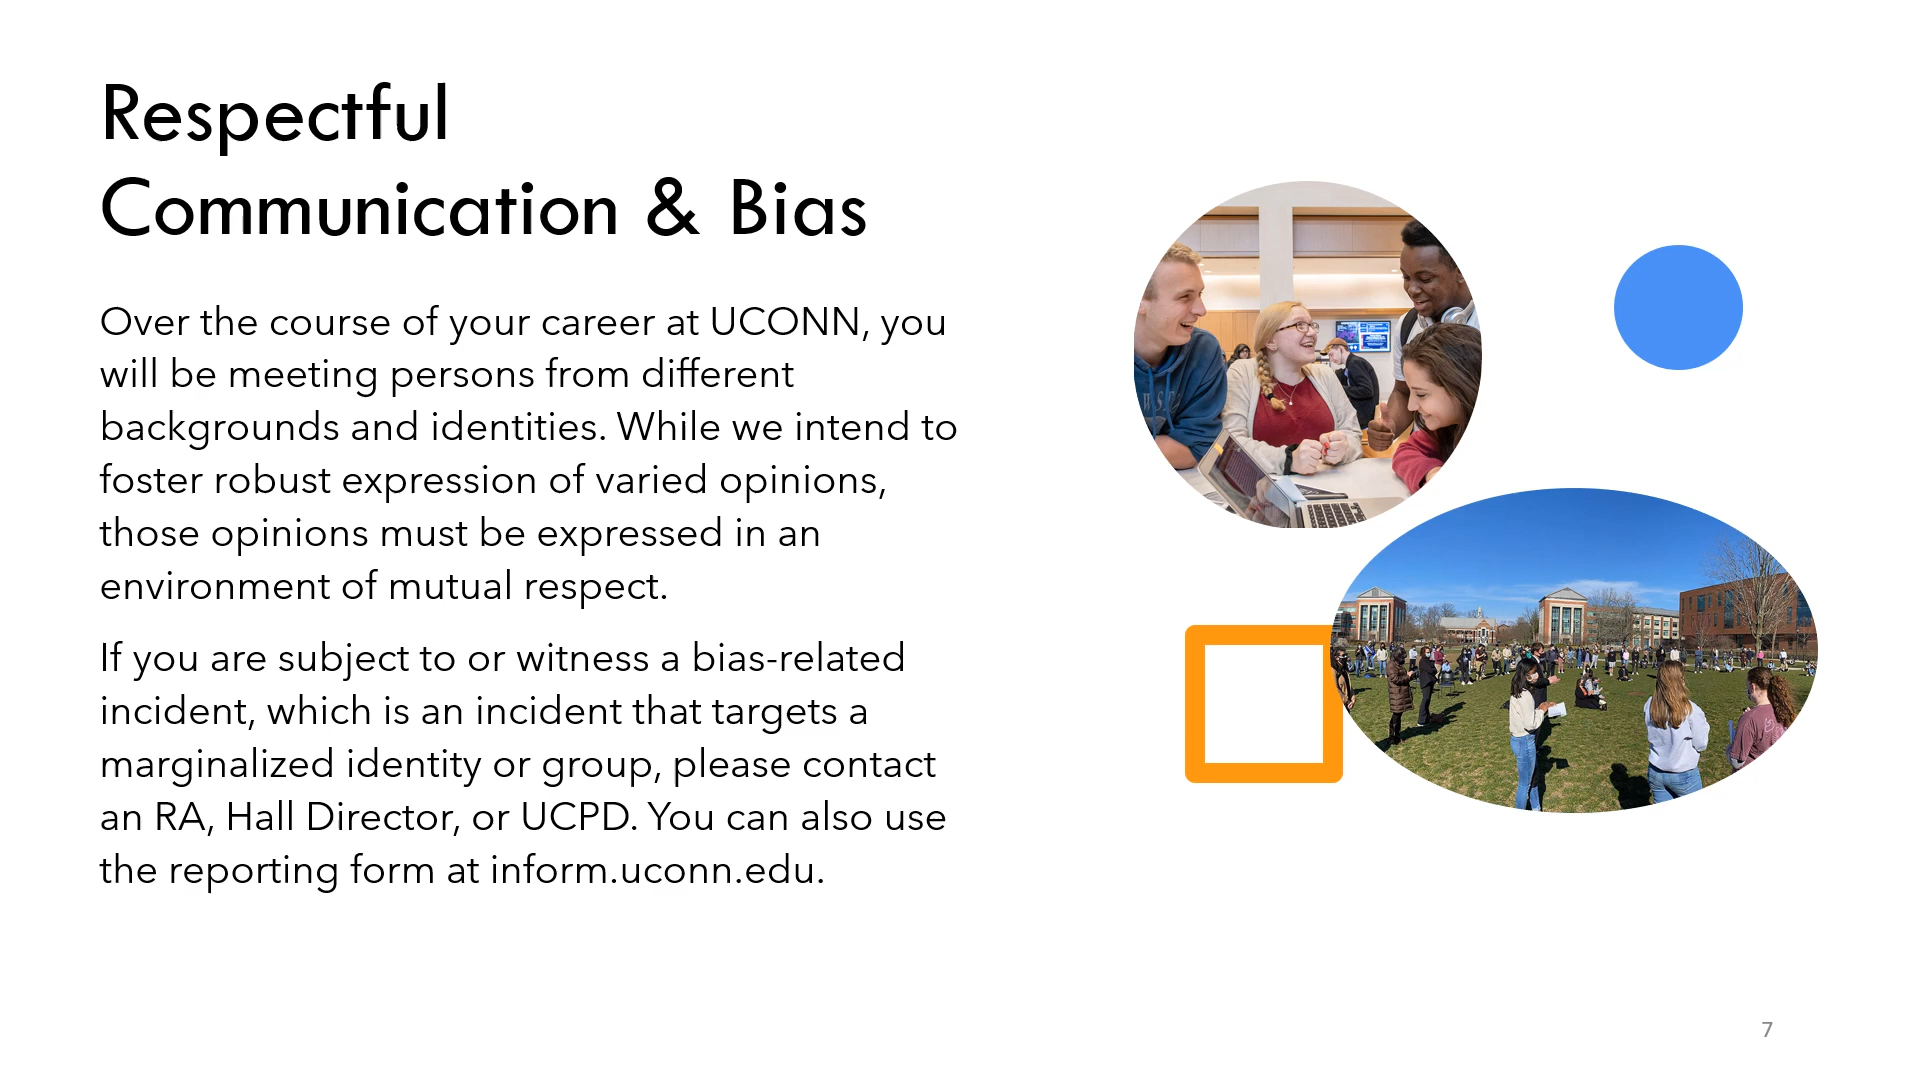 Respectful
Communication & Bias
Over the course of your career at UCONN, you
will be meeting persons from different
backgrounds and identities. While we intend to
foster robust expression of varied opinions,
those opinions must be expressed in an
environment of mutual respect.
If you are subject to or witness a bias-related
incident, which is an incident that targets a
marginalized identity or group, please contact
an RA, Hall Director, or UCPD. You can also use
the reporting form at inform.uconn.edu.
7